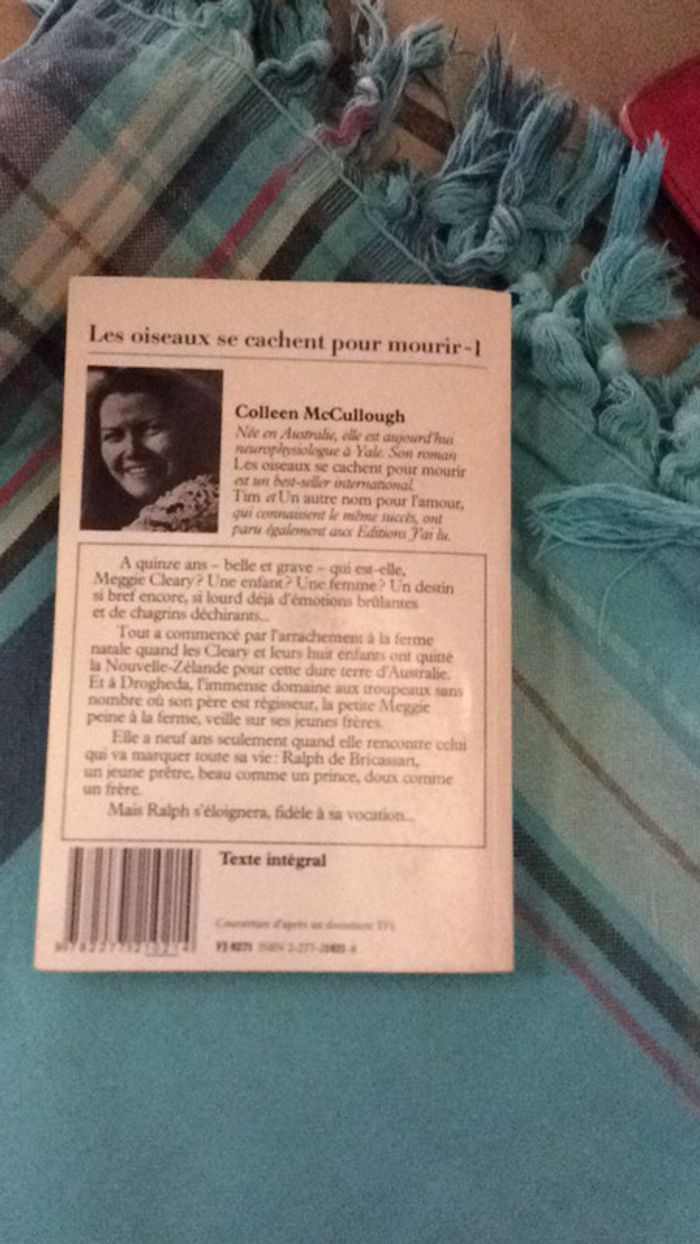 Les oiseaux se cachent pour mourir-1
Colleen McCullough
Née en Australie, elle est aujourd'hui
neurophysiologue à Yale. Son roman
Les oiseaux se cachent pour mourir
est un best-seller international.
Tim et Un autre nom pour l'amour,
qui connaissent le même succès, ont
paru également aux Editions J'ai lu.
A quinze ans – belle et grave – qui est-elle,
Meggie Cleary? Une enfant? Une femme? Un destin
si bref encore, si lourd déjà d'émotions brûlantes
et de chagrins déchirants...
Tout a commencé par l'arrachement à la ferme
natale quand les Cleary et leurs huit enfants ont quitté
la Nouvelle-Zélande pour cette dure terre d'Australie.
Et à Drogheda, l'immense domaine aux troupeaux sans
nombre où son père est régisseur, la petite Meggie
peine à la ferme, veille sur ses jeunes frères.
Elle a neuf ans seulement quand elle rencontre celui
qui va marquer toute sa vie : Ralph de Bricassart,
un jeune prêtre, beau comme un prince, doux comme
un frère.
Mais Ralph s'éloignera, fidèle à sa vocation...
Texte intégral
Couverture d'après un document
ISBN 2-277-